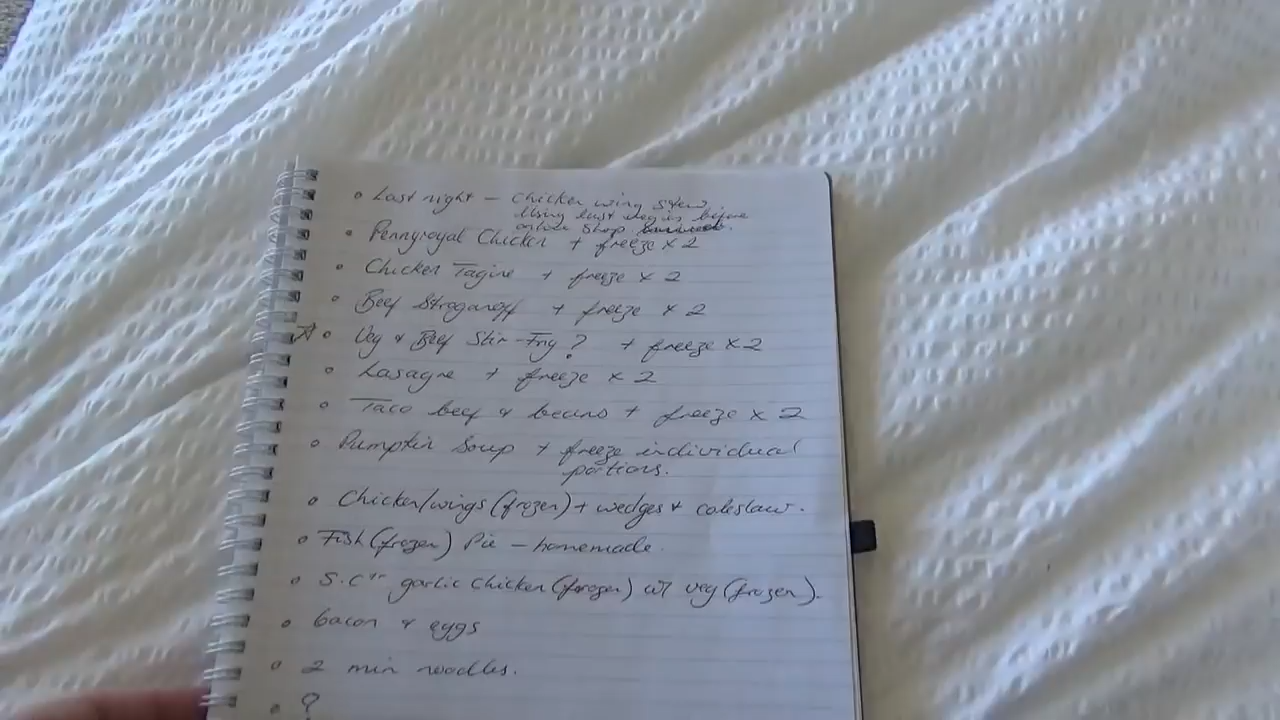 • Last night - Chicken wing stew
Using last vegies before
online shop
• Pennyroyal Chicken + freeze x 2
• Chicken Tagine + freeze x 2
• Beef Stroganoff + freeze x 2
☆ • Veg & Beef Stir-Fry? + freeze x 2
• Lasagne + freeze x 2
• Taco beef & beans + freeze x 2
• Pumpkin Soup + freeze individual
portions.
• Chicken/wings (frozen) + wedges & coleslaw.
• Fish (frozen) Pie - homemade.
• garlic chicken (frozen) w/ veg (frozen).
• bacon & eggs
• 2 min noodles.
• ?